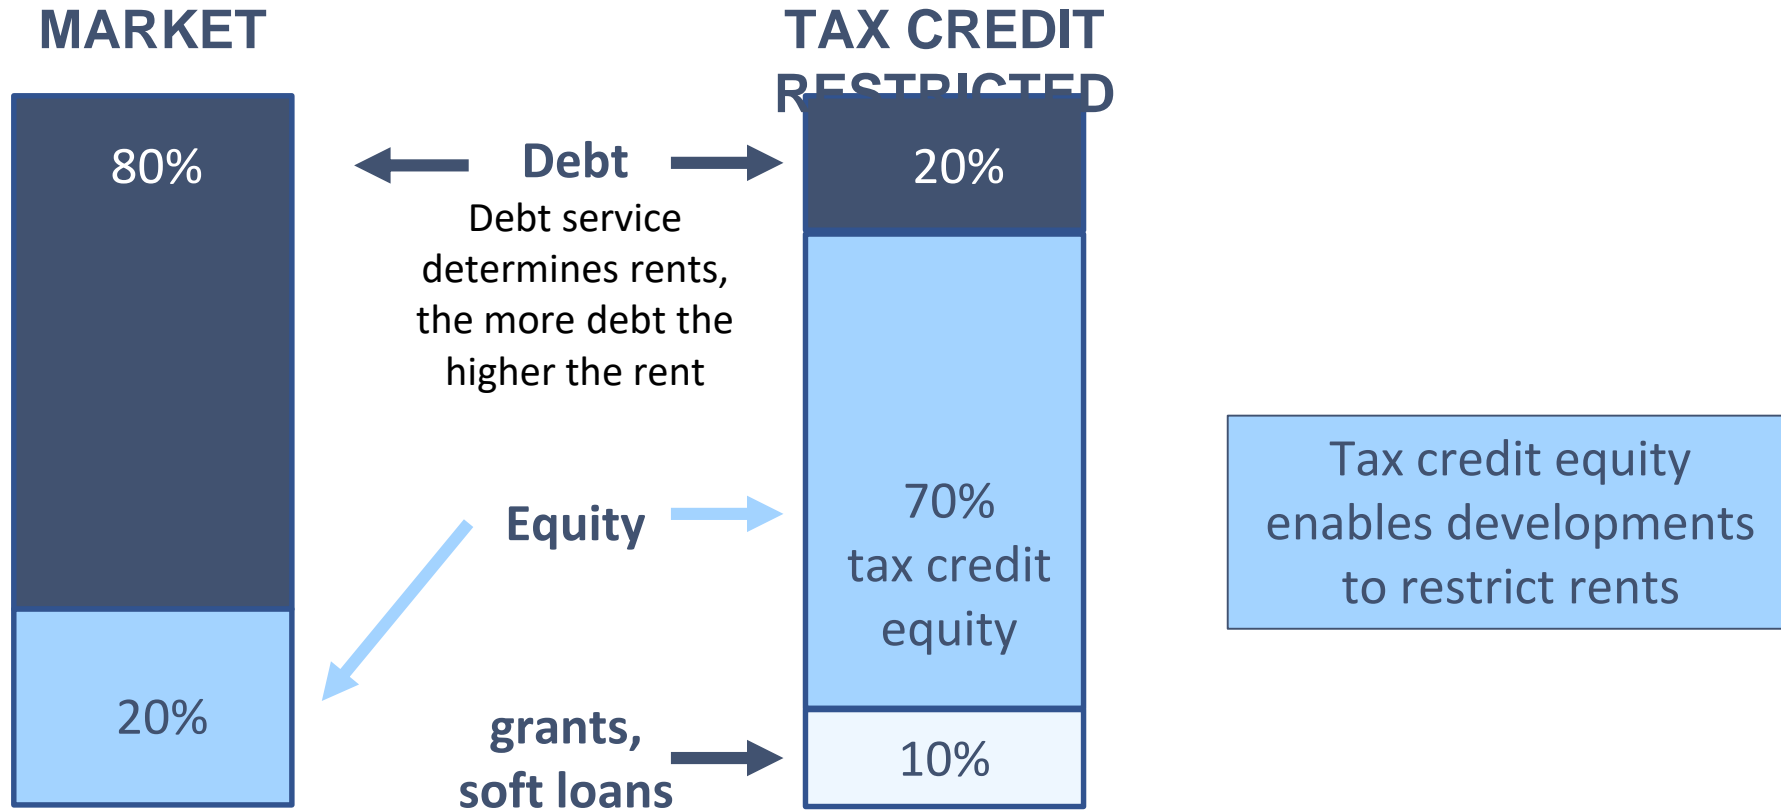 MARKET
80%
20%
Debt
Debt service
determines rents,
the more debt the
higher the rent
Equity
grants,
soft loans
TAX CREDIT
RESTRICTED
20%
70%
tax credit
equity
10%
Tax credit equity
enables developments
to restrict rents